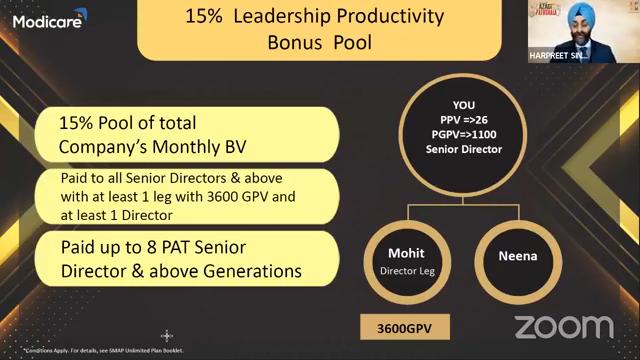 Modicare
15% Leadership Productivity
Bonus Pool
HARPREET SIN...
15% Pool of total
Company's Monthly BV
Paid to all Senior Directors & above
with at least 1 leg with 3600 GPV and
at least 1 Director
Paid up to 8 PAT Senior
Director & above Generations
YOU
PPV =>26
PGPV=>1100
Senior Director
Mohit
Director Leg
Neena
3600GPV
zoom
*Conditions Apply. For details, see SMAP Unlimited Plan Booklet.